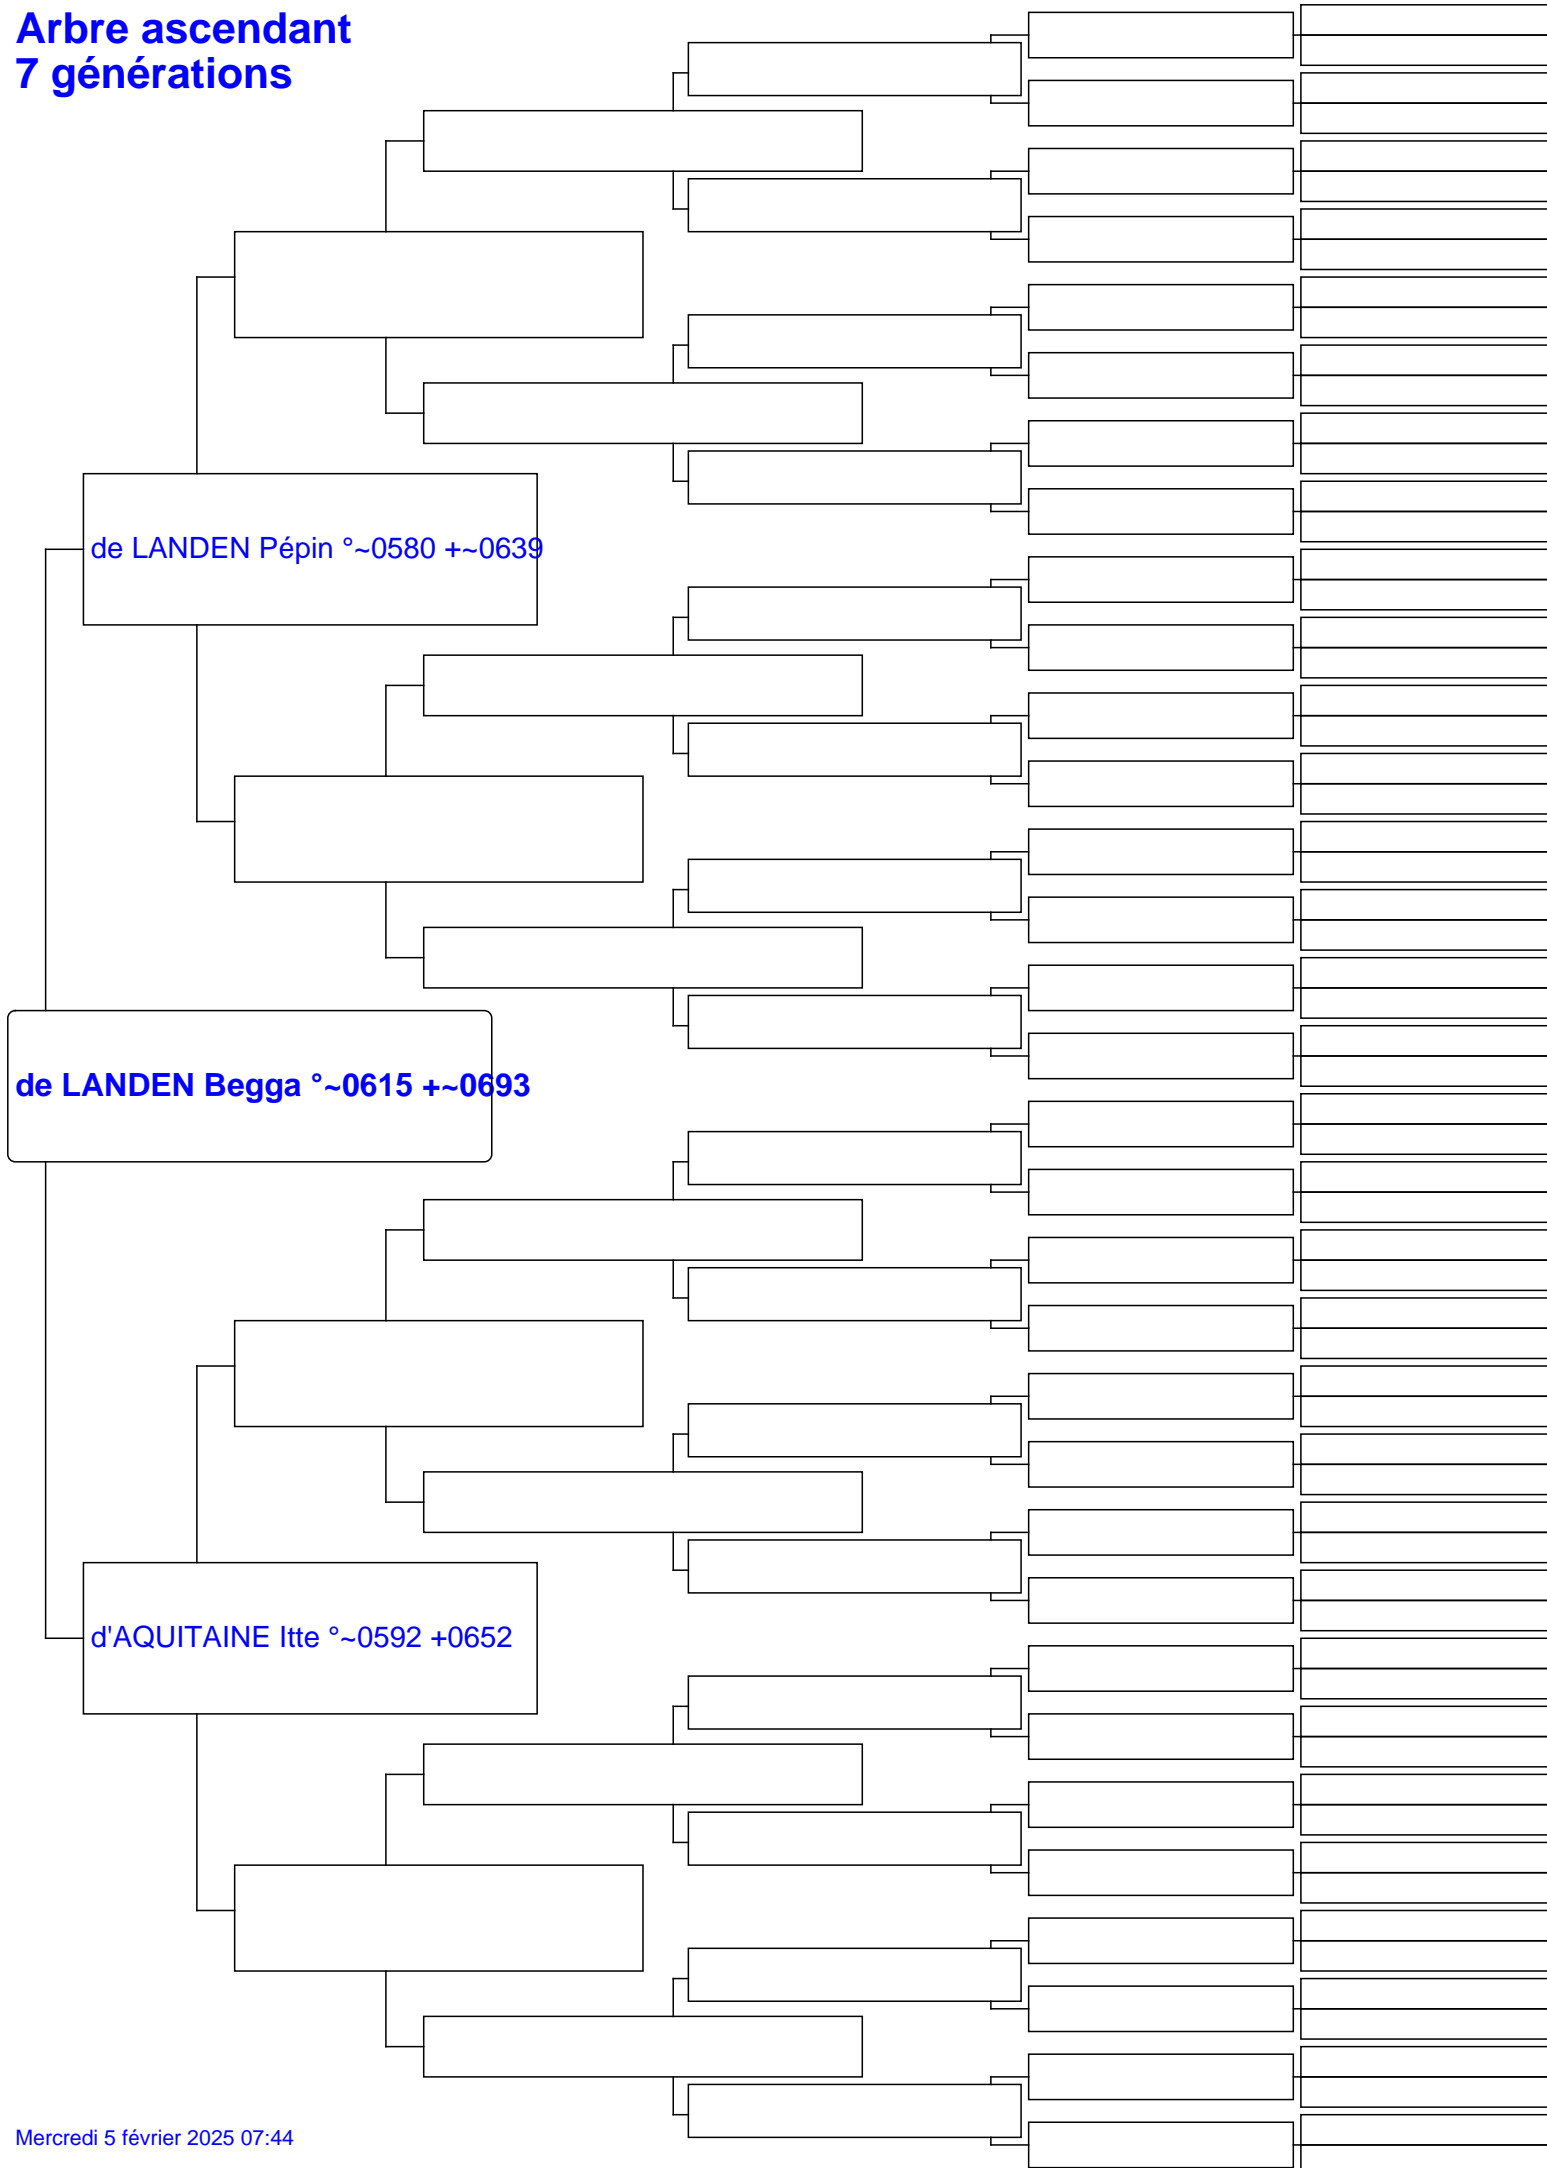 Arbre ascendant
7 générations
de LANDEN Pépin °~0580 +~0639
de LANDEN Begga °~0615 +~0693
d'AQUITAINE Itte °~0592 +0652
Mercredi 5 février 2025 07:44